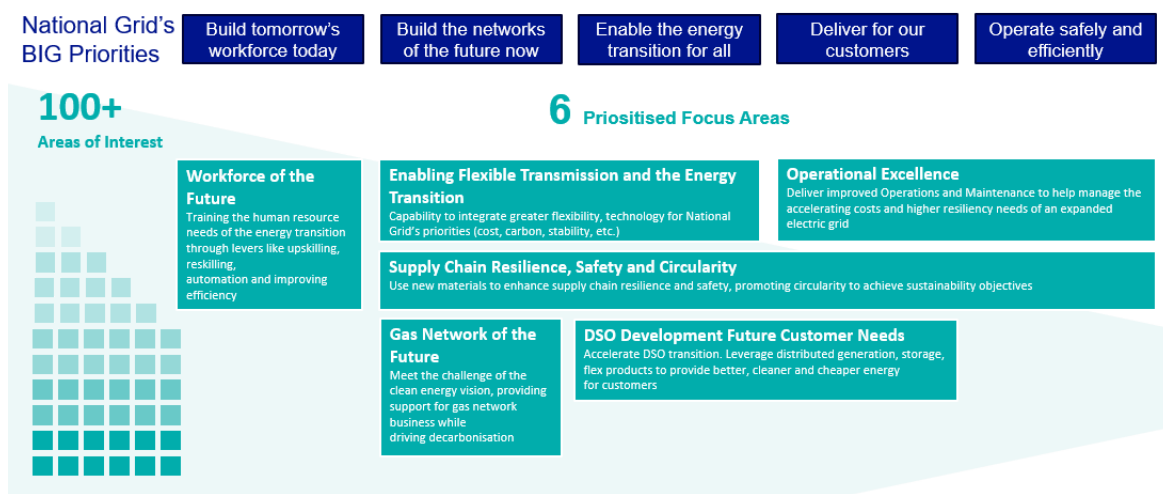 National Grid's
BIG Priorities
Build tomorrow's
workforce today
Build the networks
of the future now
Enable the energy
transition for all
Deliver for our
customers
Operate safely and
efficiently
100+
Areas of Interest
6 Priositised Focus Areas
Workforce of the
Future
Training the human resource
needs of the energy transition
through levers like upskilling,
reskilling,
automation and improving
efficiency
Enabling Flexible Transmission and the Energy
Transition
Capability to integrate greater flexibility, technology for National
Grid's priorities (cost, carbon, stability, etc.)
Operational Excellence
Deliver improved Operations and Maintenance to help manage the
accelerating costs and higher resiliency needs of an expanded
electric grid
Supply Chain Resilience, Safety and Circularity
Use new materials to enhance supply chain resilience and safety, promoting circularity to achieve sustainability objectives
Gas Network of the
Future
Meet the challenge of the
clean energy vision, providing
support for gas network
business while
driving decarbonisation
DSO Development Future Customer Needs
Accelerate DSO transition. Leverage distributed generation, storage,
flex products to provide better, cleaner and cheaper energy
for customers